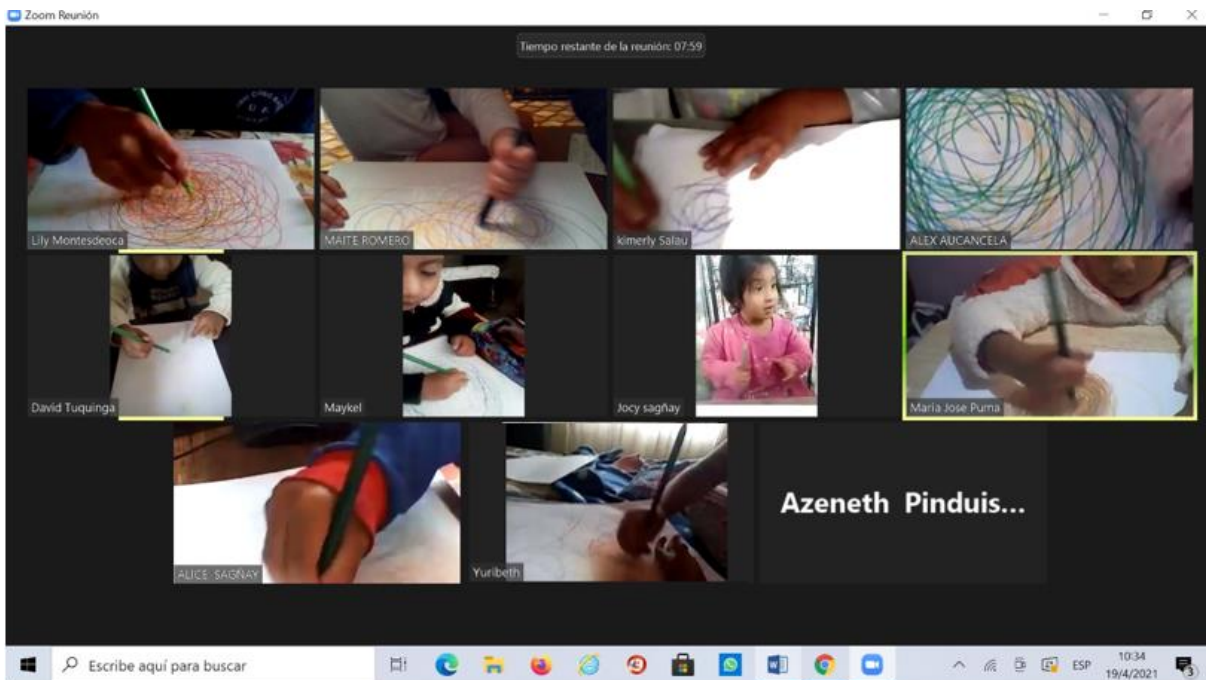 Zoom Reunión
Tiempo restante de la reunión: 07:59
Lily Montesdeoca
MAITE ROMERO
kimerly Salau
ALEX AUCANCELA
David Tuquinga
Maykel
Jocy sagñay
Maria Jose Puma
ALICE SAGÑAY
Yuribeth
Azeneth Pinduis...
Escribe aquí para buscar
ESP
10:34
19/4/2021
3